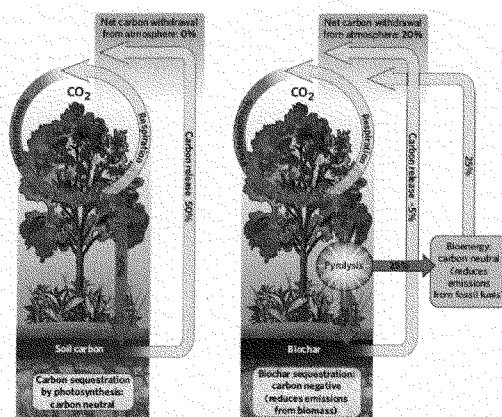 Net carbon withdrawal
from atmosphere: 0%
CO2
Respiration
Carbon release 50%
Soil carbon
Carbon sequestration
by photosynthesis:
carbon neutral
Net carbon withdrawal
from atmosphere: 20%
CO2
Respiration
Carbon release 5%
25%
Pyrolysis
25%
Bioenergy:
carbon neutral
(reduces
emissions
from fossil fuels)
Biochar
Biochar sequestration:
carbon negative
(reduces emissions
from biomass)